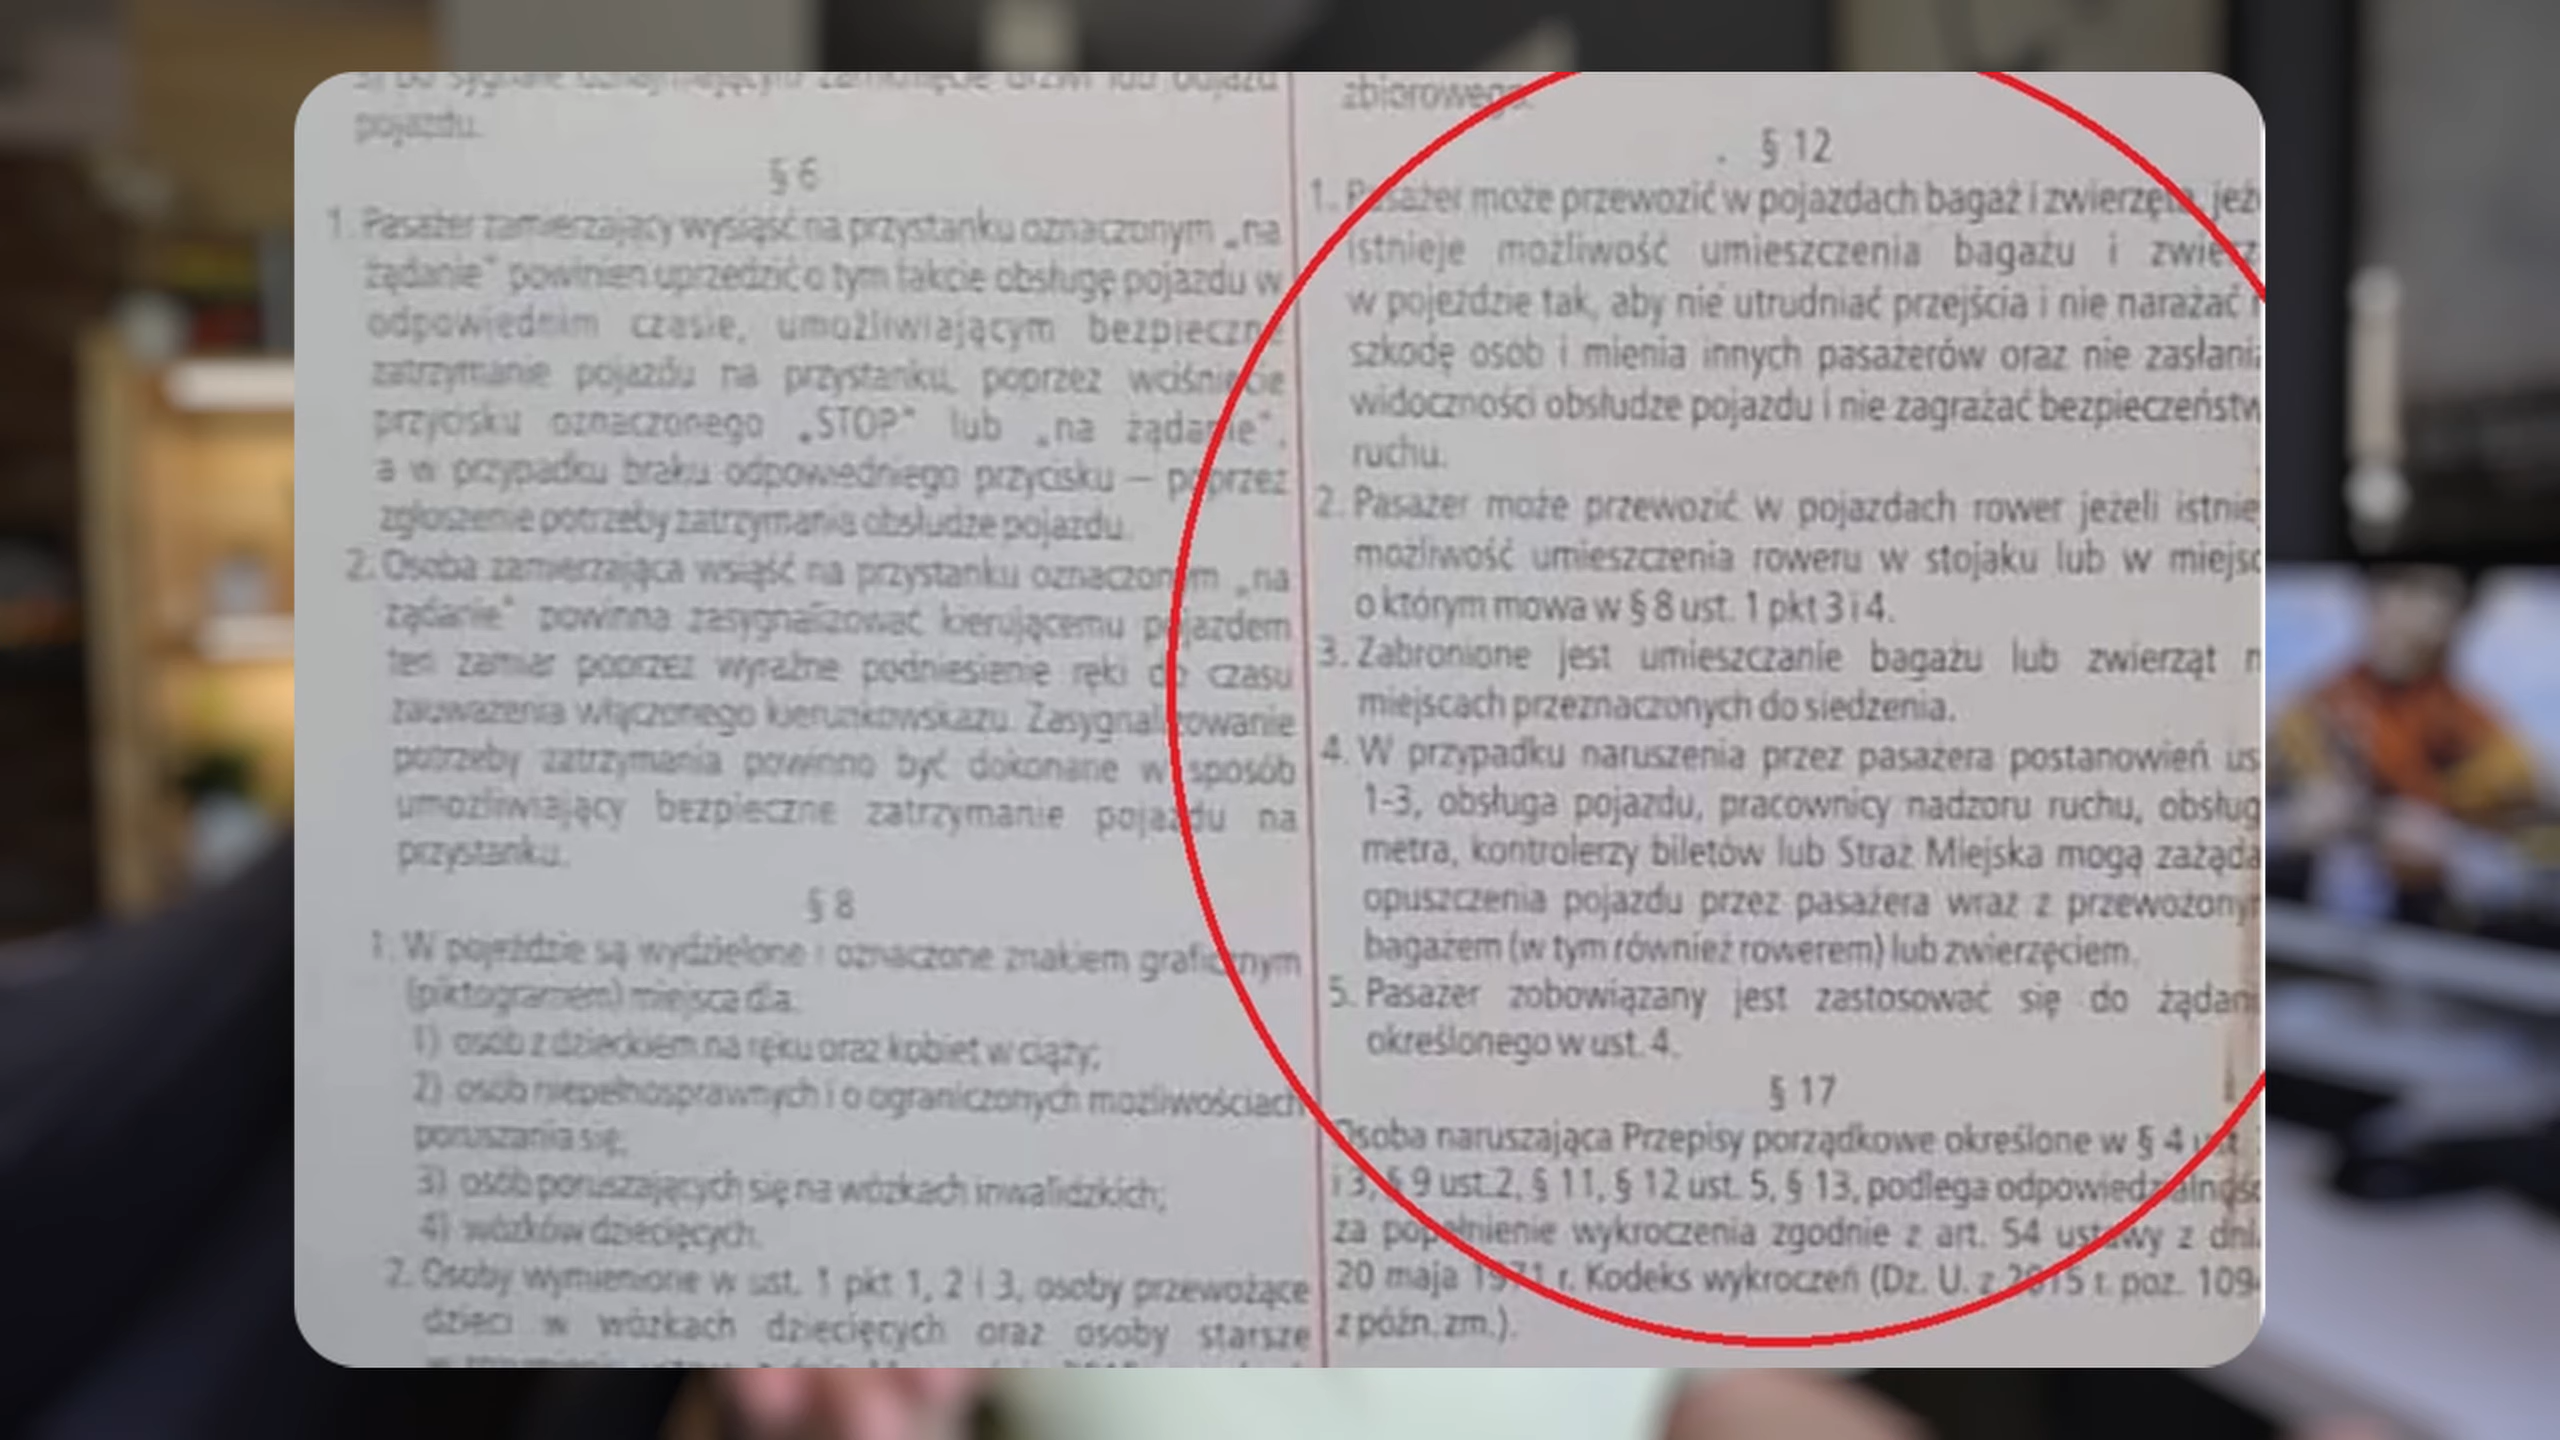 pojazdu.
§ 6
1. Pasażer zamierzający wysiąść na przystanku oznaczonym „na
żądanie" powinien uprzedzić o tym fakcie obsługę pojazdu w
odpowiednim czasie, umożliwiającym bezpieczne
zatrzymanie pojazdu na przystanku, poprzez wciśnięcie
przycisku oznaczonego „STOP" lub „na żądanie",
a w przypadku braku odpowiedniego przycisku – poprzez
zgłoszenie potrzeby zatrzymania obsłudze pojazdu.
2. Osoba zamierzająca wsiąść na przystanku oznaczonym „na
żądanie" powinna zasygnalizować kierującemu pojazdem
ten zamiar poprzez wyraźne podniesienie ręki do czasu
zauważenia włączonego kierunkowskazu. Zasygnalizowanie
potrzeby zatrzymania powinno być dokonane w sposób
umożliwiający bezpieczne zatrzymanie pojazdu na
przystanku.
§ 8
1. W pojeździe są wydzielone i oznaczone znakiem graficznym
(piktogramem) miejsca dla:
1) osób z dzieckiem na ręku oraz kobiet w ciąży;
2) osób niepełnosprawnych i o ograniczonych możliwościach
poruszania się;
3) osób poruszających się na wózkach inwalidzkich;
4) wózków dziecięcych.
2. Osoby wymienione w ust. 1 pkt 1, 2 i 3, osoby przewożące
dzieci w wózkach dziecięcych oraz osoby starsze
zbiorowego.
§ 12
1. Pasażer może przewozić w pojazdach bagaż i zwierzęta, jeż
istnieje możliwość umieszczenia bagażu i zwierz
w pojeździe tak, aby nie utrudniać przejścia i nie narażać
szkodę osób i mienia innych pasażerów oraz nie zasłani
widoczności obsłudze pojazdu i nie zagrażać bezpieczeństw
ruchu.
2. Pasażer może przewozić w pojazdach rower jeżeli istnie
możliwość umieszczenia roweru w stojaku lub w miejsc
o którym mowa w § 8 ust. 1 pkt 3 i 4.
3. Zabronione jest umieszczanie bagażu lub zwierząt n
miejscach przeznaczonych do siedzenia.
4. W przypadku naruszenia przez pasażera postanowień us
1-3, obsługa pojazdu, pracownicy nadzoru ruchu, obsług
metra, kontrolerzy biletów lub Straż Miejska mogą zażąda
opuszczenia pojazdu przez pasażera wraz z przewożony
bagażem (w tym również rowerem) lub zwierzęciem.
5. Pasażer zobowiązany jest zastosować się do żądan
określonego w ust. 4.
§ 17
Osoba naruszająca Przepisy porządkowe określone w § 4 ust.
i 3, § 9 ust.2, § 11, § 12 ust. 5, § 13, podlega odpowiedzialnośc
za popełnienie wykroczenia zgodnie z art. 54 ustawy z dni
20 maja 1971 r. Kodeks wykroczeń (Dz. U. z 2015 r. poz. 109
z późn. zm.).